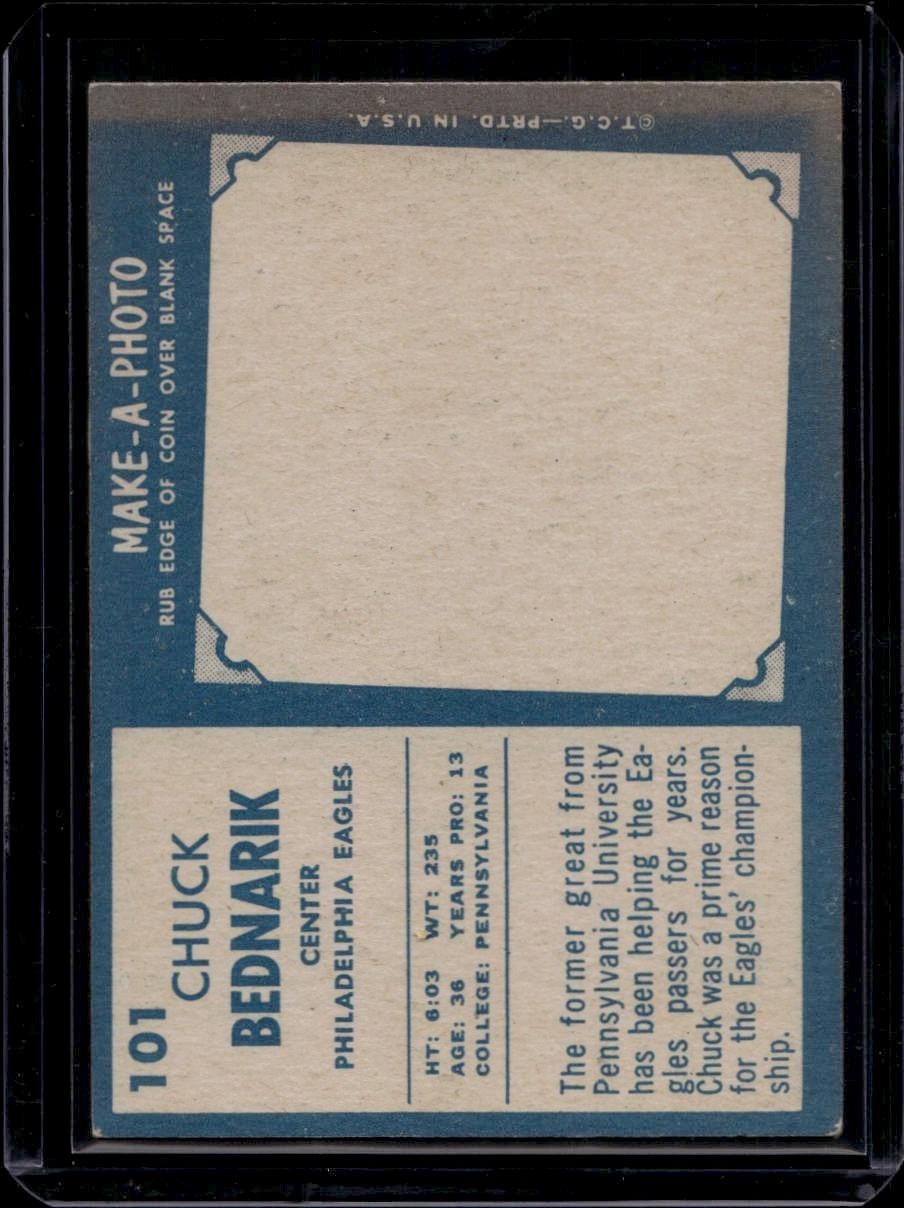 101
CHUCK
BEDNARIK
CENTER
PHILADELPHIA EAGLES
HT: 6:03 WT: 235
AGE: 36 YEARS PRO: 13
COLLEGE: PENNSYLVANIA
The former great from
Pennsylvania University
has been helping the Ea-
gles passers for years.
Chuck was a prime reason
for the Eagles' champion-
ship.
MAKE-A-PHOTO
RUB EDGE OF COIN OVER BLANK SPACE
©T.C.G.—PRTD. IN U.S.A.